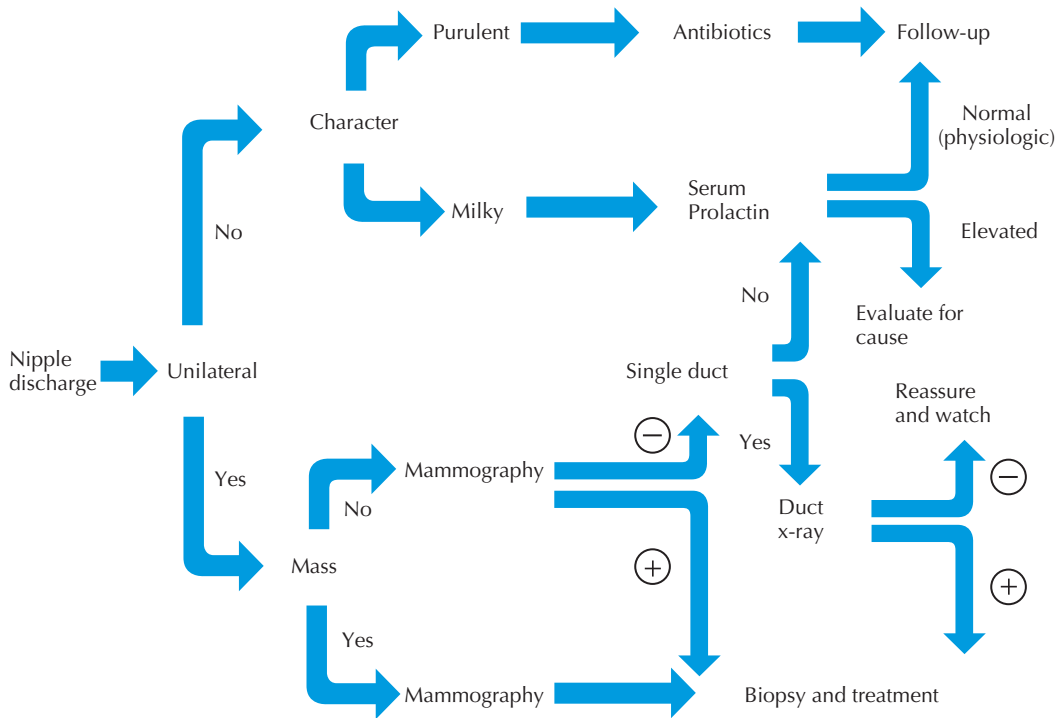 Purulent
Antibiotics
Follow-up
Character
Normal
(physiologic)
Milky
Serum
Prolactin
No
Elevated
No
Evaluate for
cause
Nipple
discharge
Unilateral
Single duct
Reassure
and watch
−
Yes
Yes
Mammography
−
No
Duct
x-ray
Mass
+
+
Yes
Mammography
Biopsy and treatment